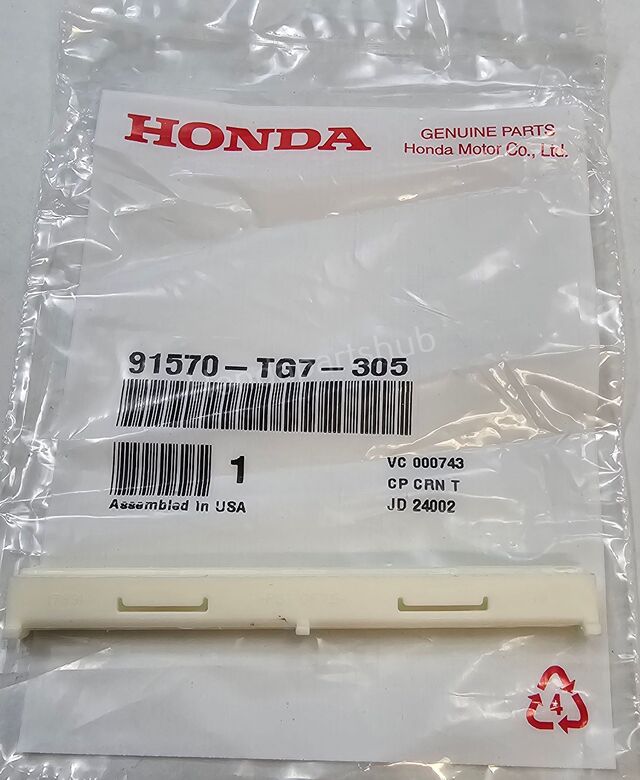 HONDA
GENUINE PARTS
Honda Motor Co., Ltd.
91570-TG7-305
1
Assembled in USA
VC 000743
CP CRN T
JD 24002
4